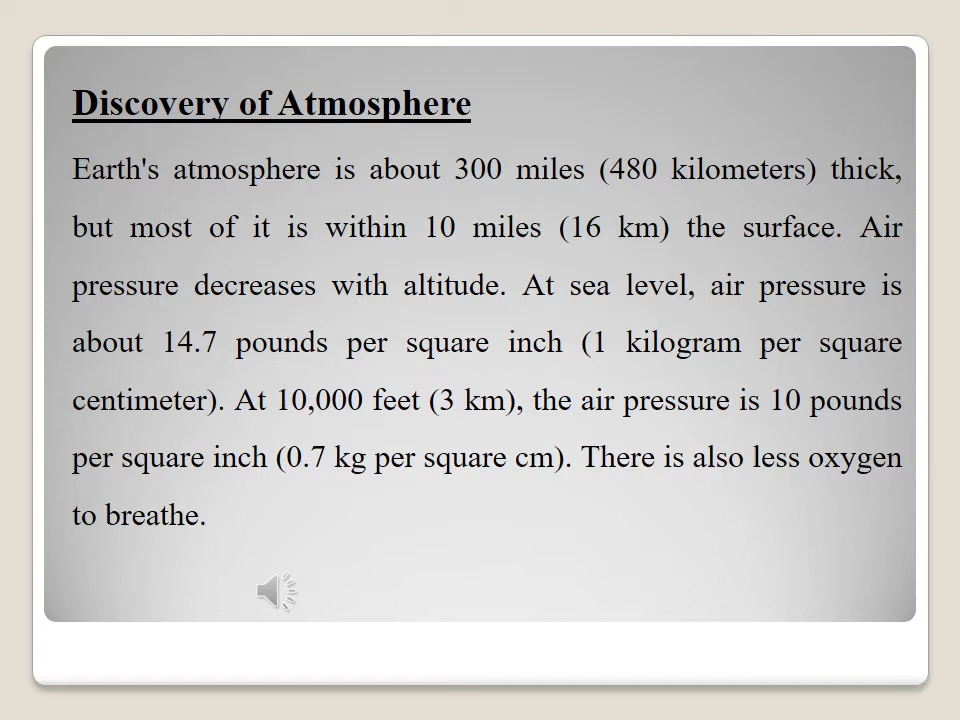 Discovery of Atmosphere
Earth's atmosphere is about 300 miles (480 kilometers) thick,
but most of it is within 10 miles (16 km) the surface. Air
pressure decreases with altitude. At sea level, air pressure is
about 14.7 pounds per square inch (1 kilogram per square
centimeter). At 10,000 feet (3 km), the air pressure is 10 pounds
per square inch (0.7 kg per square cm). There is also less oxygen
to breathe.